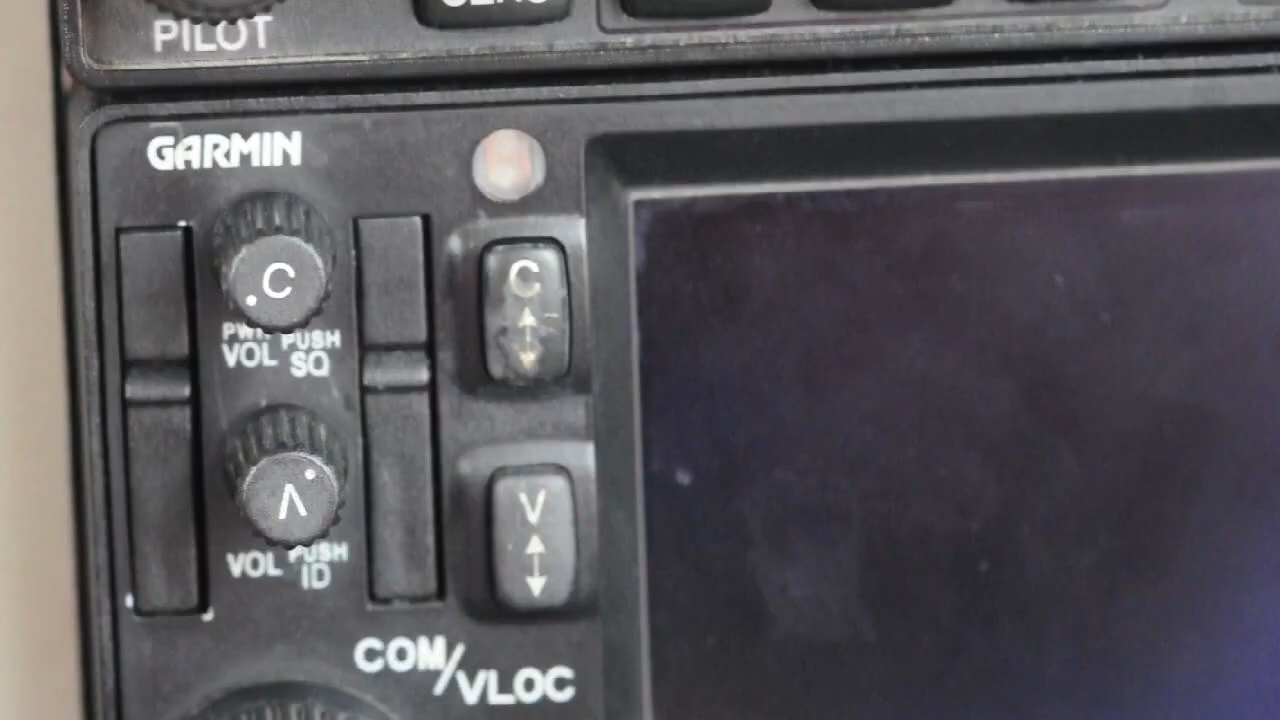 PILOT
GARMIN
C
C
PWR PUSH
VOL SQ
V
V
VOL PUSH
ID
COM/VLOC